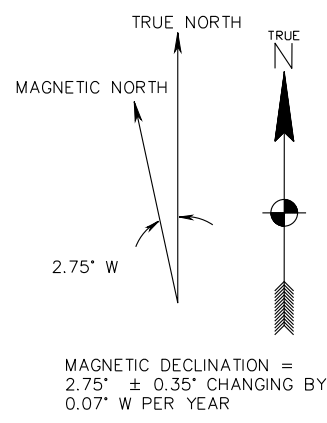 TRUE NORTH
MAGNETIC NORTH
2.75° W
TRUE
N
MAGNETIC DECLINATION =
2.75° ± 0.35° CHANGING BY
0.07° W PER YEAR